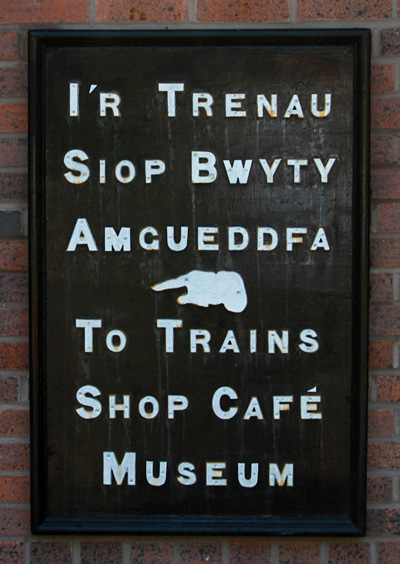 I'r Trenau
Siop Bwyty
Amgueddfa
To Trains
Shop Café
Museum